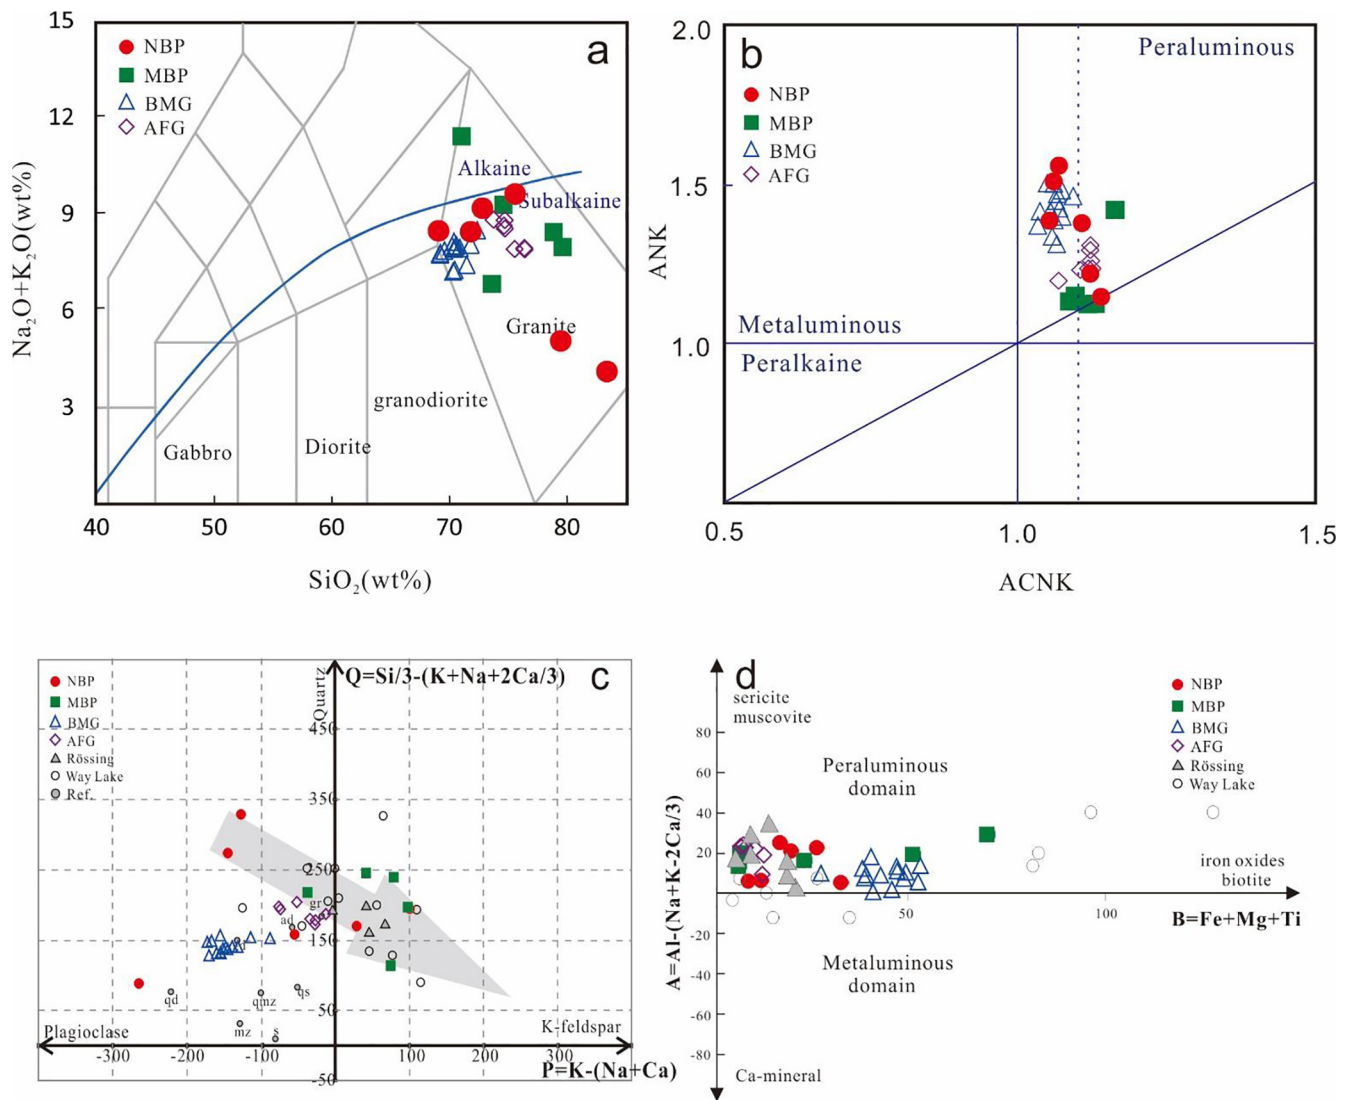 a
NBP
MBP
BMG
AFG
15
12
9
6
3
Na₂O+K₂O(wt%)
Alkaine
Subalkaine
Granite
granodiorite
Gabbro
Diorite
40
50
60
70
80
SiO₂(wt%)
b
Peraluminous
NBP
MBP
BMG
AFG
2.0
1.5
1.0
ANK
Metaluminous
Peralkaine
0.5
1.0
1.5
ACNK
Q=Si/3-(K+Na+2Ca/3)
c
Quartz
NBP
MBP
BMG
AFG
Rössing
Way Lake
Ref.
450
350
250
150
50
-50
gr
ad
qd
qmz
qs
mz
s
Plagioclase
K-feldspar
-300
-200
-100
100
200
300
P=K-(Na+Ca)
d
sericite
muscovite
NBP
MBP
BMG
AFG
Rössing
Way Lake
80
60
40
20
-20
-40
-60
-80
A=Al-(Na+K-2Ca/3)
Peraluminous
domain
iron oxides
biotite
50
100
B=Fe+Mg+Ti
Metaluminous
domain
Ca-mineral